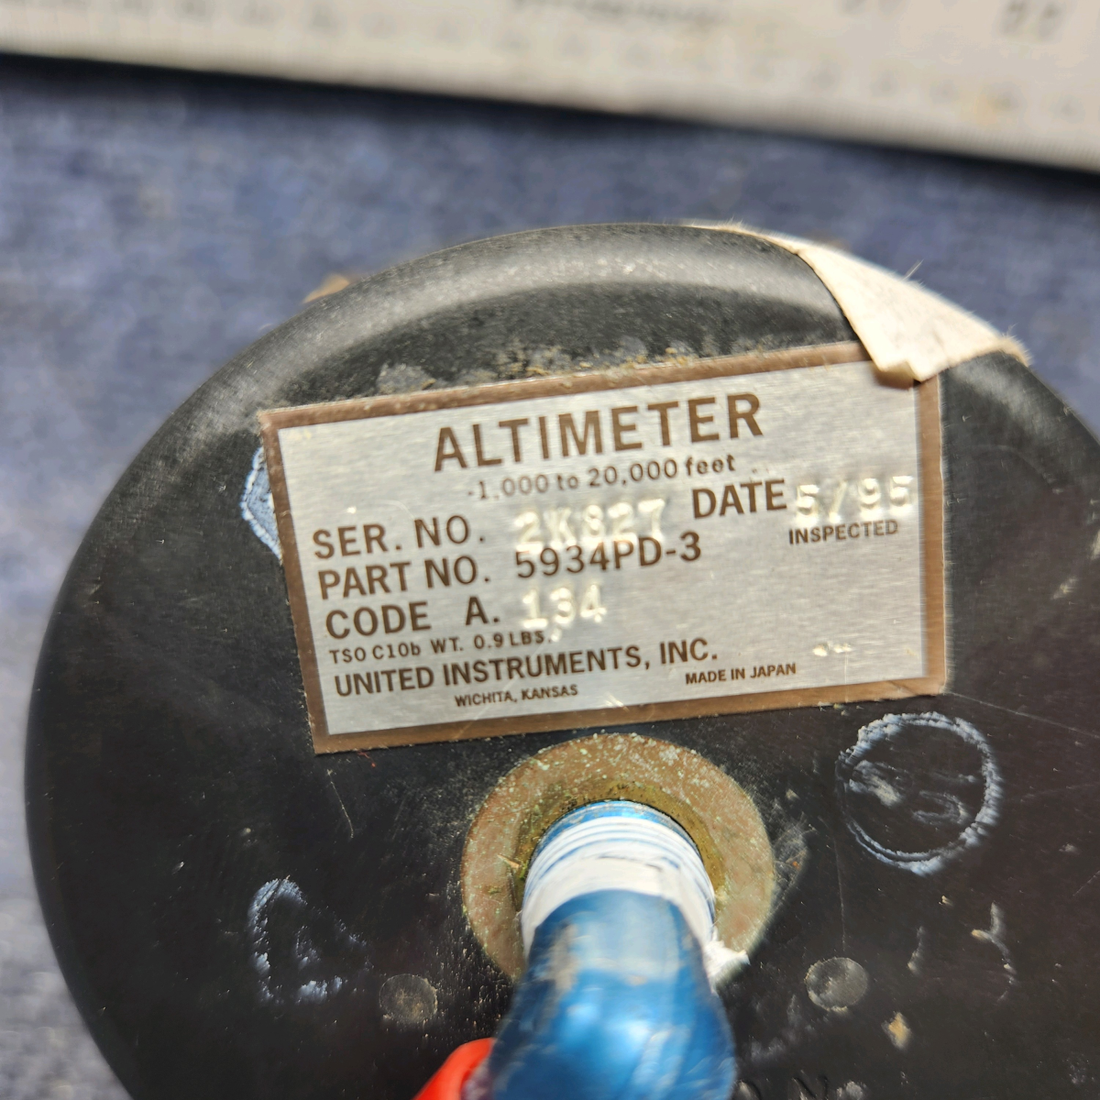 ALTIMETER
-1,000 to 20,000 feet
SER. NO. 2K827 DATE 5/95
INSPECTED
PART NO. 5934PD-3
CODE A. 134
TSO C10b WT. 0.9 LBS.
UNITED INSTRUMENTS, INC.
WICHITA, KANSAS MADE IN JAPAN